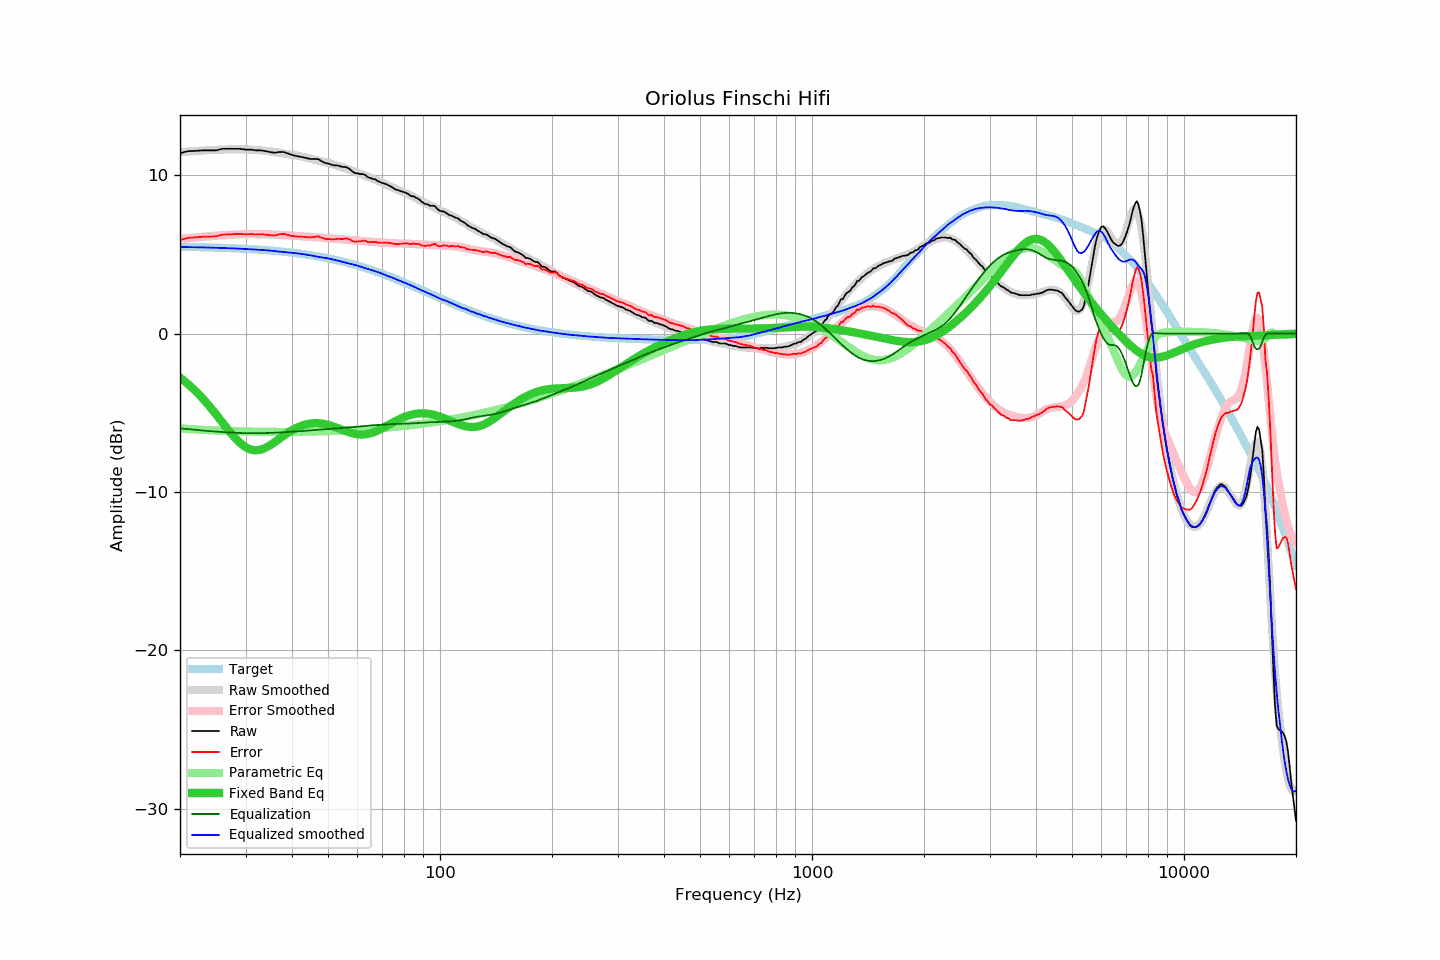 Oriolus Finschi Hifi
10
0
−10
−20
−30
Amplitude (dBr)
Target
Raw Smoothed
Error Smoothed
Raw
Error
Parametric Eq
Fixed Band Eq
Equalization
Equalized smoothed
100
1000
10000
Frequency (Hz)